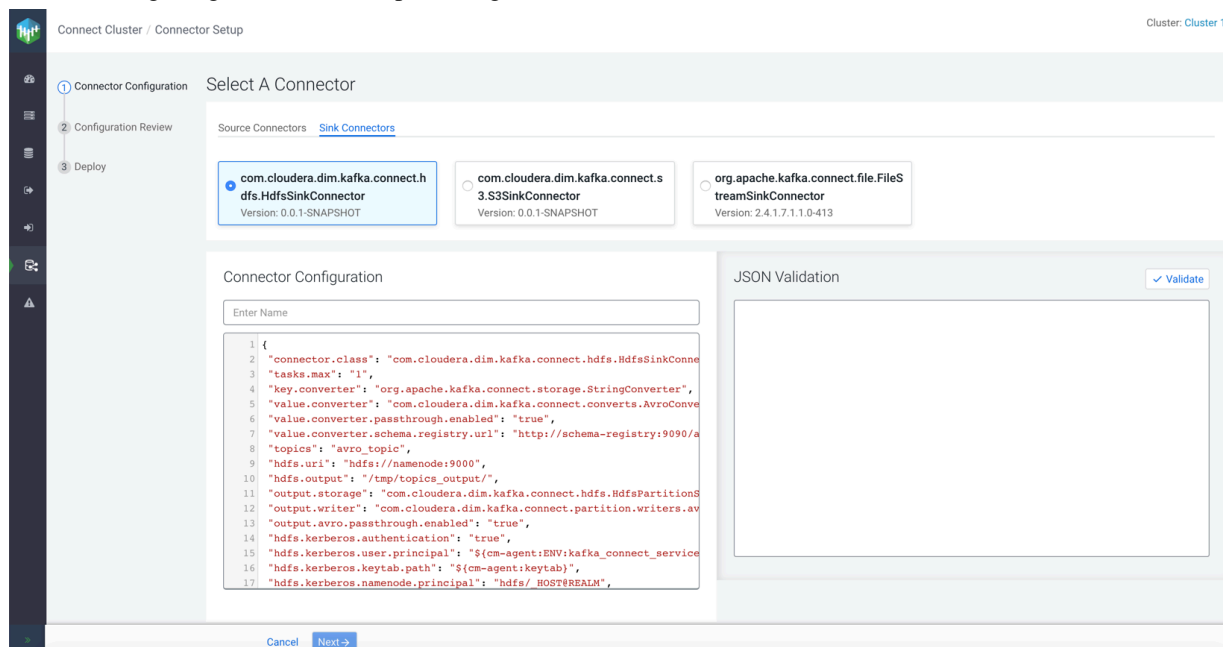 Connect Cluster / Connector Setup
Cluster: Cluster 1
1 Connector Configuration
2 Configuration Review
3 Deploy
Select A Connector
Source Connectors Sink Connectors
com.cloudera.dim.kafka.connect.h
dfs.HdfsSinkConnector
Version: 0.0.1-SNAPSHOT
com.cloudera.dim.kafka.connect.s
3.S3SinkConnector
Version: 0.0.1-SNAPSHOT
org.apache.kafka.connect.file.FileS
treamSinkConnector
Version: 2.4.1.7.1.1.0-413
Connector Configuration
Enter Name
1 {
2 "connector.class": "com.cloudera.dim.kafka.connect.hdfs.HdfsSinkConne
3 "tasks.max": "1",
4 "key.converter": "org.apache.kafka.connect.storage.StringConverter",
5 "value.converter": "com.cloudera.dim.kafka.connect.converts.AvroConve
6 "value.converter.passthrough.enabled": "true",
7 "value.converter.schema.registry.url": "http://schema-registry:9090/a
8 "topics": "avro_topic",
9 "hdfs.uri": "hdfs://namenode:9000",
10 "hdfs.output": "/tmp/topics_output/",
11 "output.storage": "com.cloudera.dim.kafka.connect.hdfs.HdfsPartitionS
12 "output.writer": "com.cloudera.dim.kafka.connect.partition.writers.av
13 "output.avro.passthrough.enabled": "true",
14 "hdfs.kerberos.authentication": "true",
15 "hdfs.kerberos.user.principal": "${cm-agent:ENV:kafka_connect_service
16 "hdfs.kerberos.keytab.path": "${cm-agent:keytab}",
17 "hdfs.kerberos.namenode.principal": "hdfs/_HOST@REALM",
JSON Validation
Validate
Cancel
Next